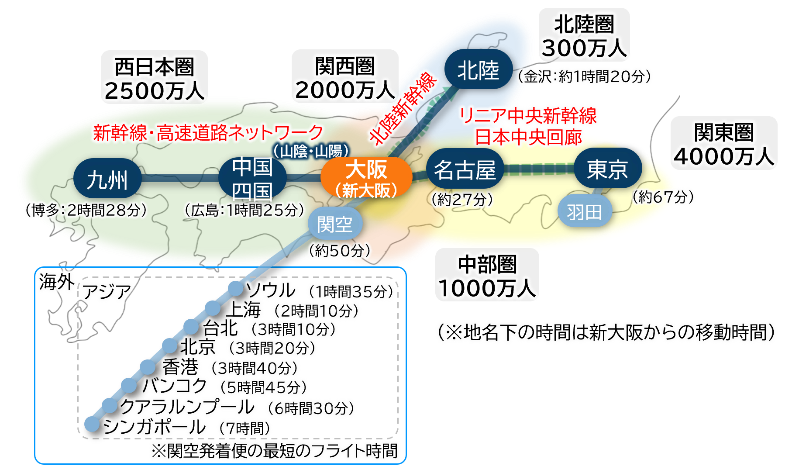 北陸圏
300万人
西日本圏
2500万人
関西圏
2000万人
北陸
(金沢：約1時間20分)
北陸新幹線
リニア中央新幹線
日本中央回廊
関東圏
4000万人
新幹線・高速道路ネットワーク
(山陰・山陽)
九州
(博多：2時間28分)
中国
四国
(広島：1時間25分)
大阪
(新大阪)
名古屋
(約27分)
東京
(約67分)
羽田
関空
(約50分)
中部圏
1000万人
海外
アジア
ソウル (1時間35分)
上海 (2時間10分)
台北 (3時間10分)
北京 (3時間20分)
香港 (3時間40分)
バンコク (5時間45分)
クアラルンプール (6時間30分)
シンガポール (7時間)
※関空発着便の最短のフライト時間
(※地名下の時間は新大阪からの移動時間)